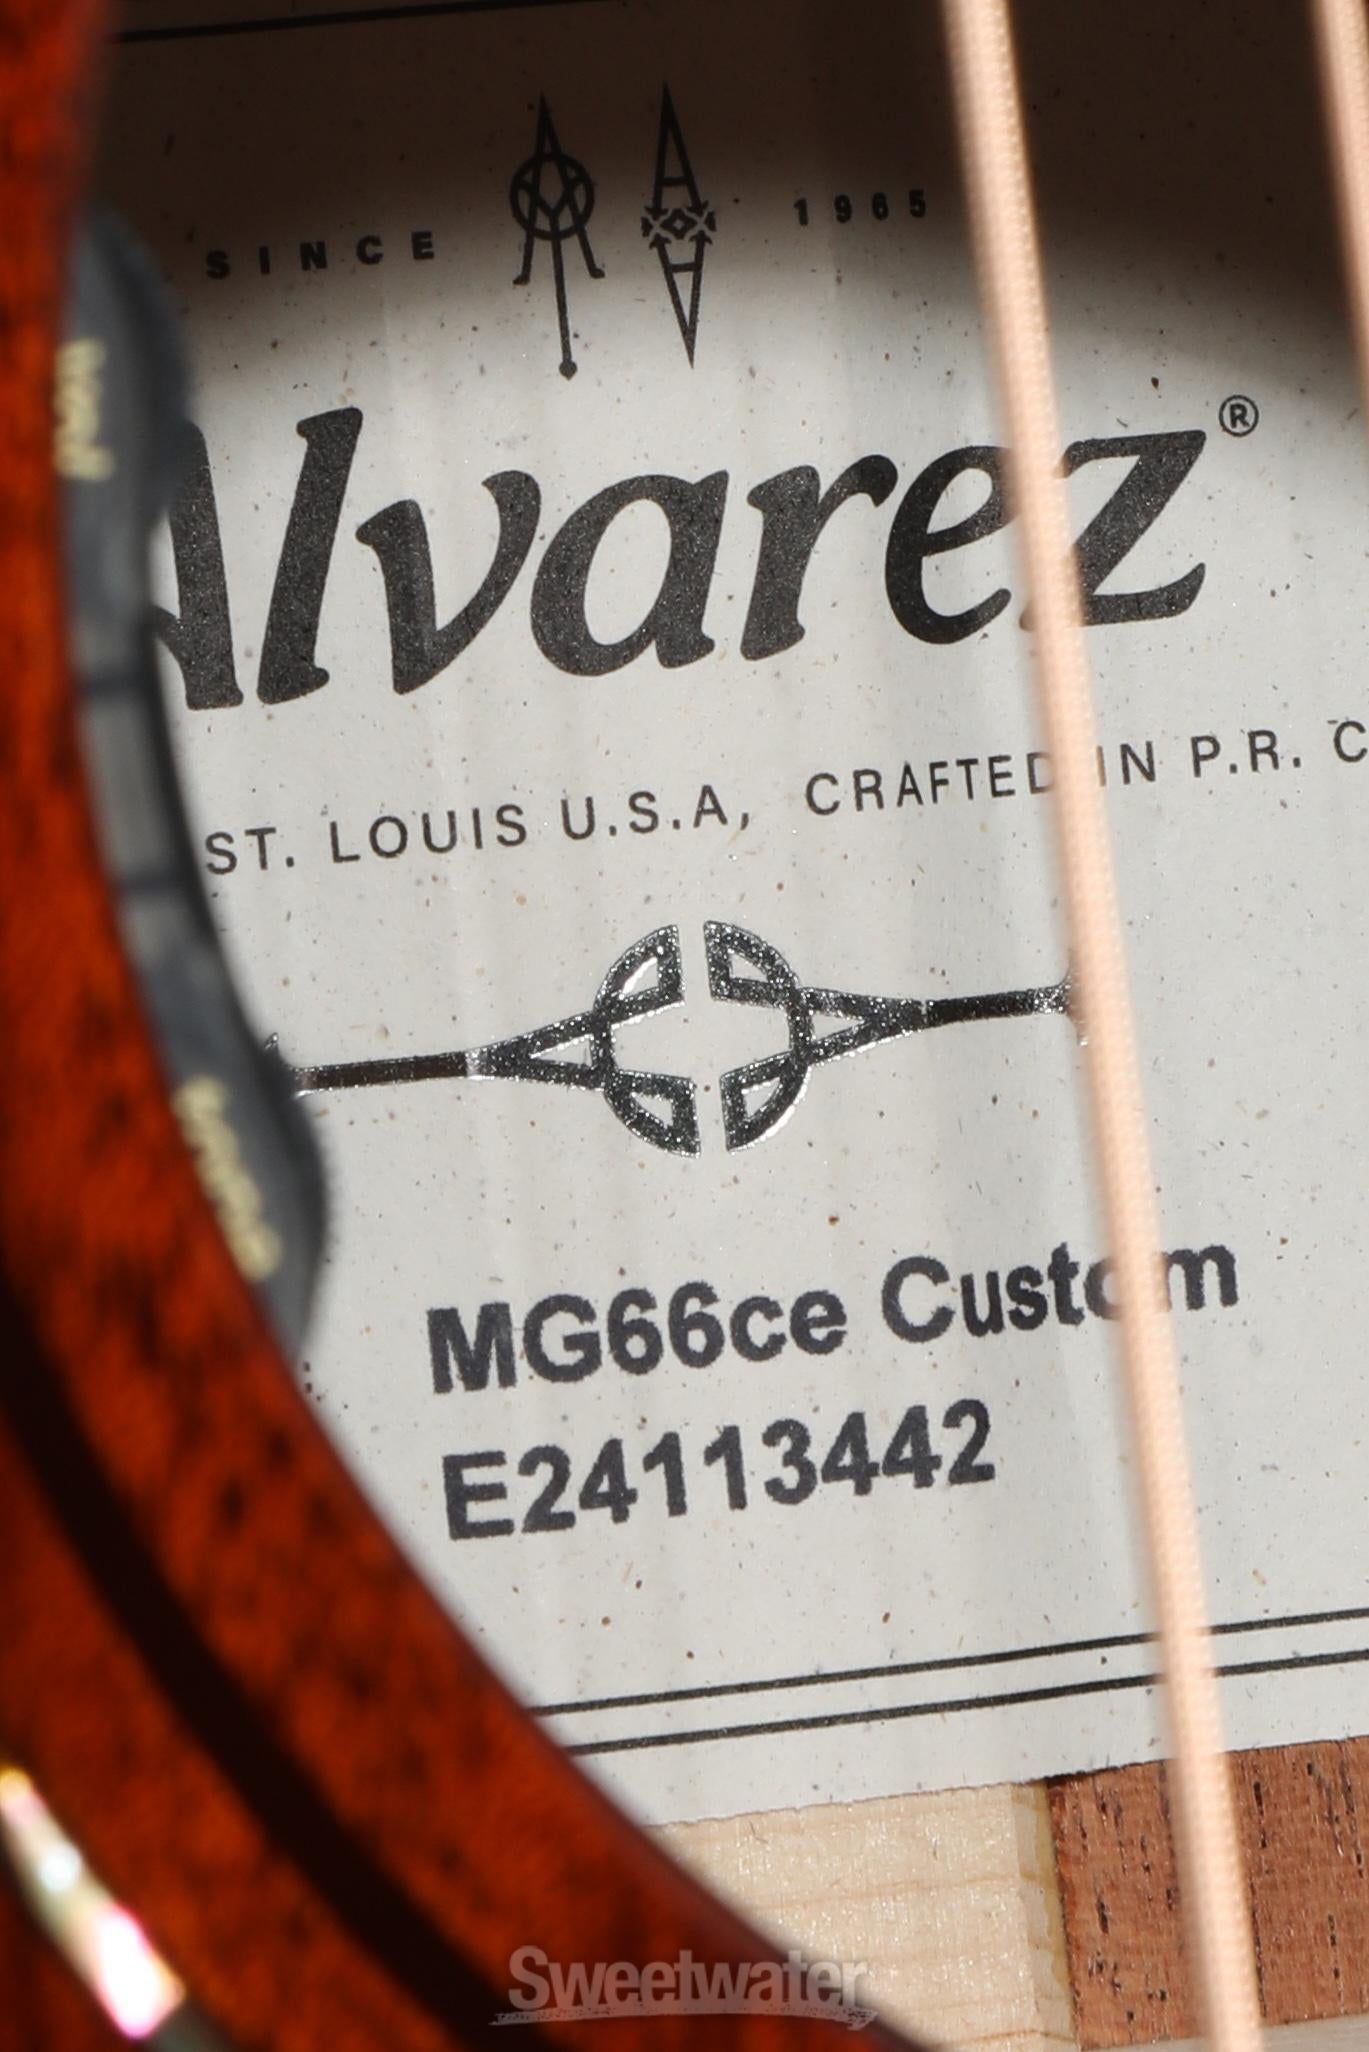 SINCE 1965
Alvarez®
ST. LOUIS U.S.A, CRAFTED IN P.R. C
MG66ce Custom
E24113442
Sweetwater